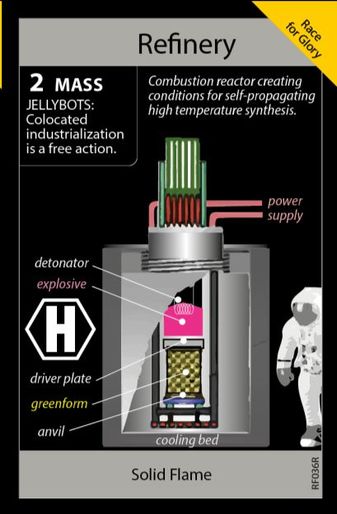 Race
for Glory
Refinery
2 MASS
JELLYBOTS:
Colocated
industrialization
is a free action.
Combustion reactor creating
conditions for self-propagating
high temperature synthesis.
power
supply
detonator
explosive
H
driver plate
greenform
anvil
cooling bed
Solid Flame
RF036R